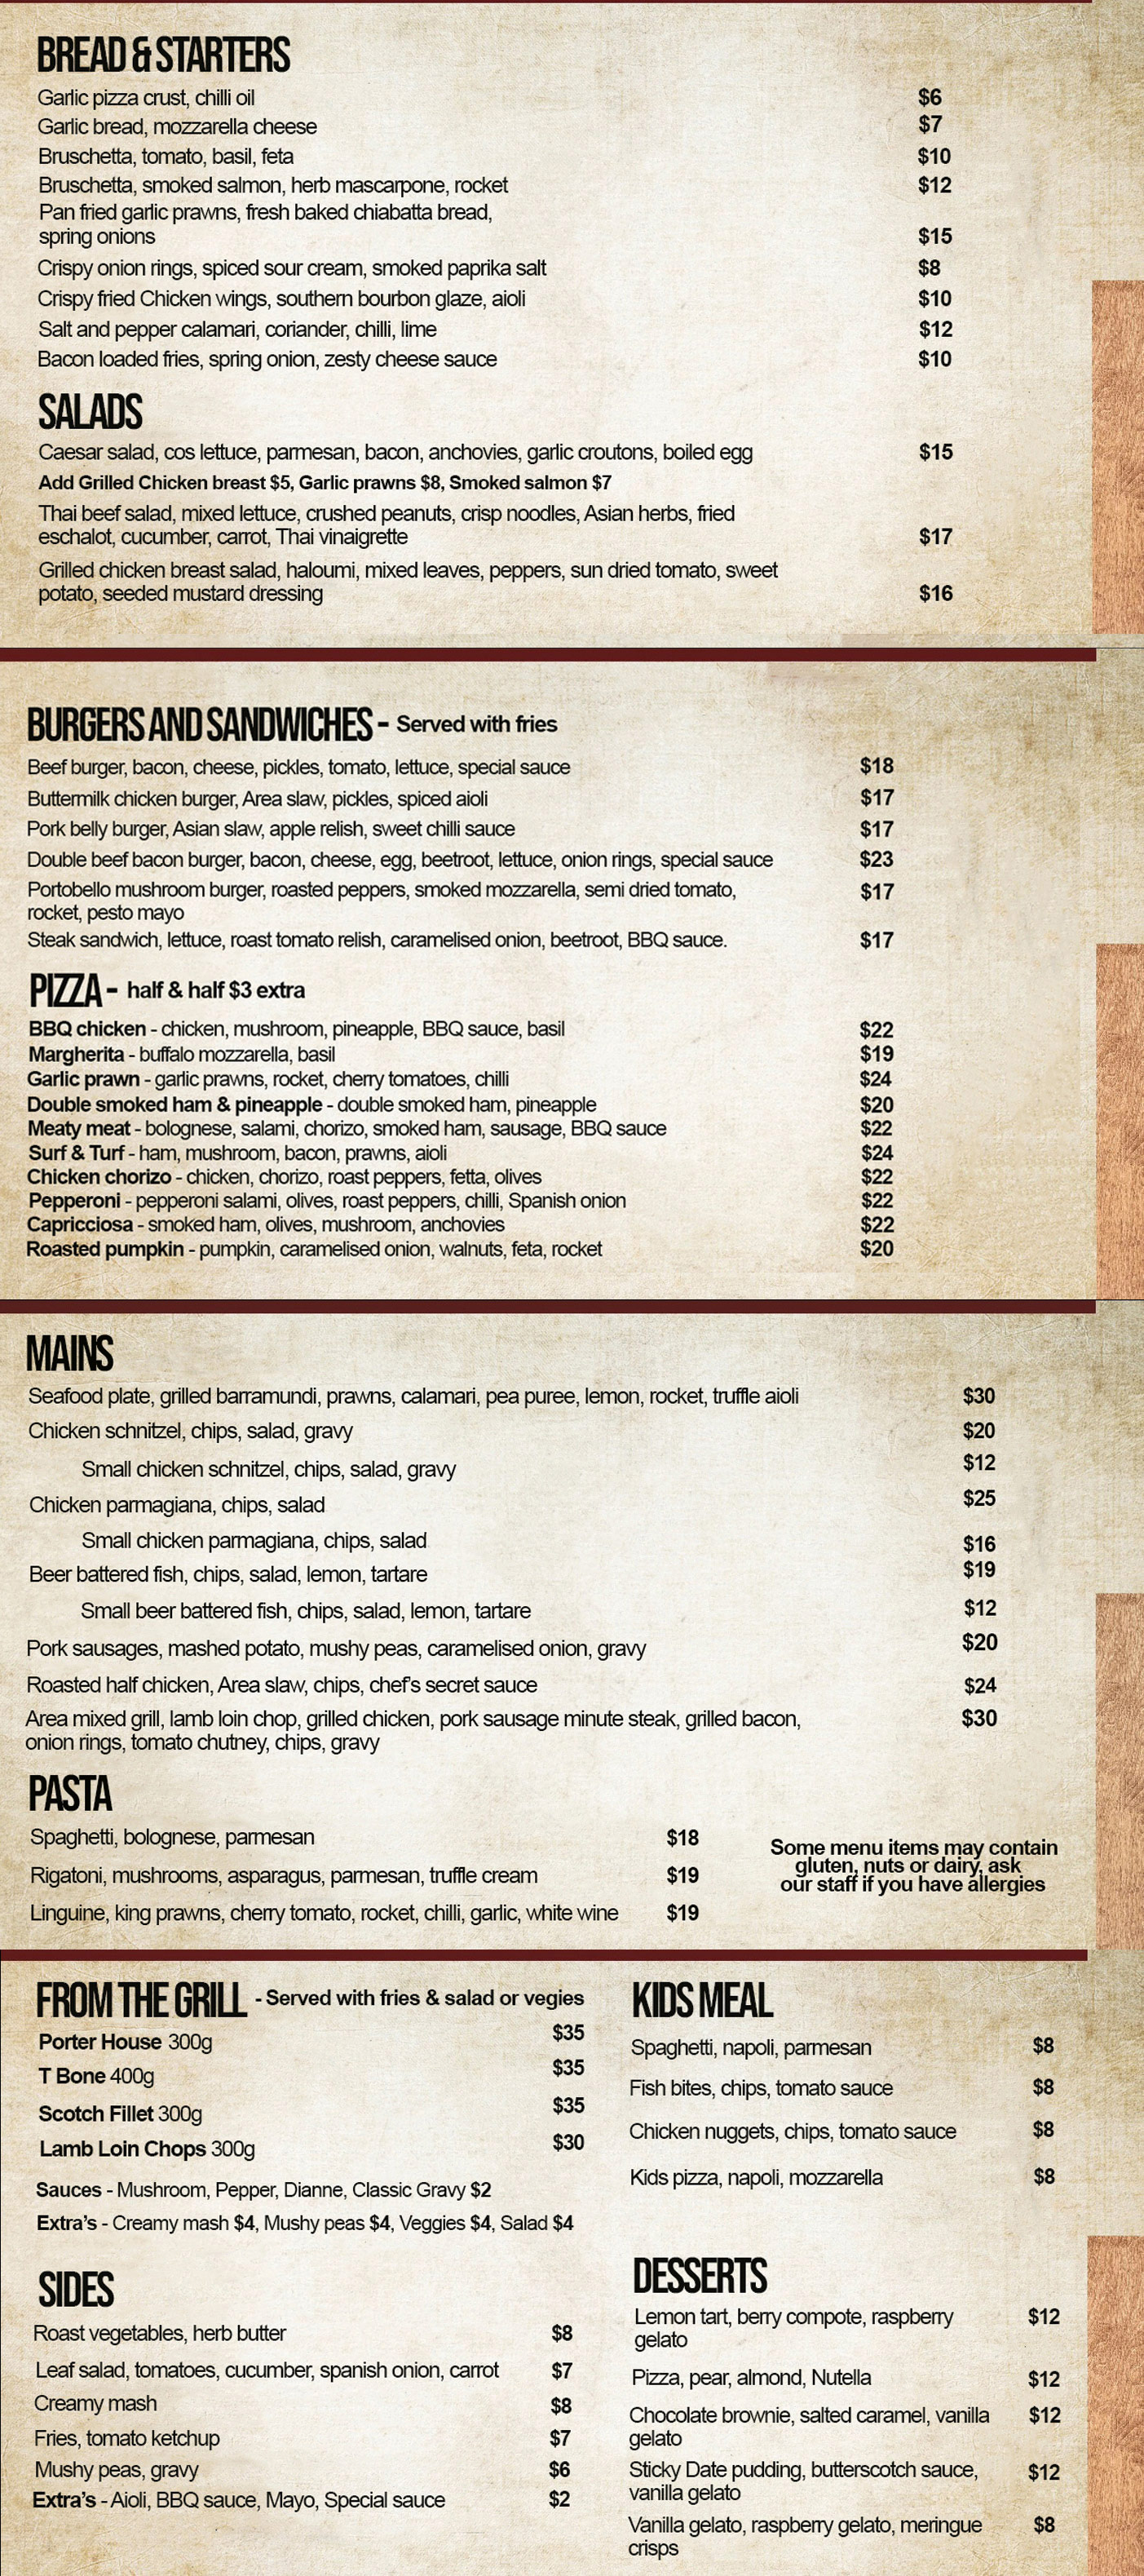 BREAD & STARTERS
Garlic pizza crust, chilli oil $6
Garlic bread, mozzarella cheese $7
Bruschetta, tomato, basil, feta $10
Bruschetta, smoked salmon, herb mascarpone, rocket $12
Pan fried garlic prawns, fresh baked chiabatta bread,
spring onions $15
Crispy onion rings, spiced sour cream, smoked paprika salt $8
Crispy fried Chicken wings, southern bourbon glaze, aioli $10
Salt and pepper calamari, coriander, chilli, lime $12
Bacon loaded fries, spring onion, zesty cheese sauce $10
SALADS
Caesar salad, cos lettuce, parmesan, bacon, anchovies, garlic croutons, boiled egg $15
Add Grilled Chicken breast $5, Garlic prawns $8, Smoked salmon $7
Thai beef salad, mixed lettuce, crushed peanuts, crisp noodles, Asian herbs, fried
eschalot, cucumber, carrot, Thai vinaigrette $17
Grilled chicken breast salad, haloumi, mixed leaves, peppers, sun dried tomato, sweet
potato, seeded mustard dressing $16
BURGERS AND SANDWICHES - Served with fries
Beef burger, bacon, cheese, pickles, tomato, lettuce, special sauce $18
Buttermilk chicken burger, Area slaw, pickles, spiced aioli $17
Pork belly burger, Asian slaw, apple relish, sweet chilli sauce $17
Double beef bacon burger, bacon, cheese, egg, beetroot, lettuce, onion rings, special sauce $23
Portobello mushroom burger, roasted peppers, smoked mozzarella, semi dried tomato, $17
rocket, pesto mayo
Steak sandwich, lettuce, roast tomato relish, caramelised onion, beetroot, BBQ sauce. $17
PIZZA - half & half $3 extra
BBQ chicken - chicken, mushroom, pineapple, BBQ sauce, basil $22
Margherita - buffalo mozzarella, basil $19
Garlic prawn - garlic prawns, rocket, cherry tomatoes, chilli $24
Double smoked ham & pineapple - double smoked ham, pineapple $20
Meaty meat - bolognese, salami, chorizo, smoked ham, sausage, BBQ sauce $22
Surf & Turf - ham, mushroom, bacon, prawns, aioli $24
Chicken chorizo - chicken, chorizo, roast peppers, fetta, olives $22
Pepperoni - pepperoni salami, olives, roast peppers, chilli, Spanish onion $22
Capricciosa - smoked ham, olives, mushroom, anchovies $22
Roasted pumpkin - pumpkin, caramelised onion, walnuts, feta, rocket $20
MAINS
Seafood plate, grilled barramundi, prawns, calamari, pea puree, lemon, rocket, truffle aioli $30
Chicken schnitzel, chips, salad, gravy $20
Small chicken schnitzel, chips, salad, gravy $12
Chicken parmagiana, chips, salad $25
Small chicken parmagiana, chips, salad $16
Beer battered fish, chips, salad, lemon, tartare $19
Small beer battered fish, chips, salad, lemon, tartare $12
Pork sausages, mashed potato, mushy peas, caramelised onion, gravy $20
Roasted half chicken, Area slaw, chips, chef's secret sauce $24
Area mixed grill, lamb loin chop, grilled chicken, pork sausage minute steak, grilled bacon, $30
onion rings, tomato chutney, chips, gravy
PASTA
Spaghetti, bolognese, parmesan $18
Rigatoni, mushrooms, asparagus, parmesan, truffle cream $19
Linguine, king prawns, cherry tomato, rocket, chilli, garlic, white wine $19
Some menu items may contain
gluten, nuts or dairy, ask
our staff if you have allergies
FROM THE GRILL - Served with fries & salad or vegies
Porter House 300g $35
T Bone 400g $35
Scotch Fillet 300g $35
Lamb Loin Chops 300g $30
Sauces - Mushroom, Pepper, Dianne, Classic Gravy $2
Extra's - Creamy mash $4, Mushy peas $4, Veggies $4, Salad $4
SIDES
Roast vegetables, herb butter $8
Leaf salad, tomatoes, cucumber, spanish onion, carrot $7
Creamy mash $8
Fries, tomato ketchup $7
Mushy peas, gravy $6
Extra's - Aioli, BBQ sauce, Mayo, Special sauce $2
KIDS MEAL
Spaghetti, napoli, parmesan $8
Fish bites, chips, tomato sauce $8
Chicken nuggets, chips, tomato sauce $8
Kids pizza, napoli, mozzarella $8
DESSERTS
Lemon tart, berry compote, raspberry $12
gelato
Pizza, pear, almond, Nutella $12
Chocolate brownie, salted caramel, vanilla $12
gelato
Sticky Date pudding, butterscotch sauce, $12
vanilla gelato
Vanilla gelato, raspberry gelato, meringue $8
crisps